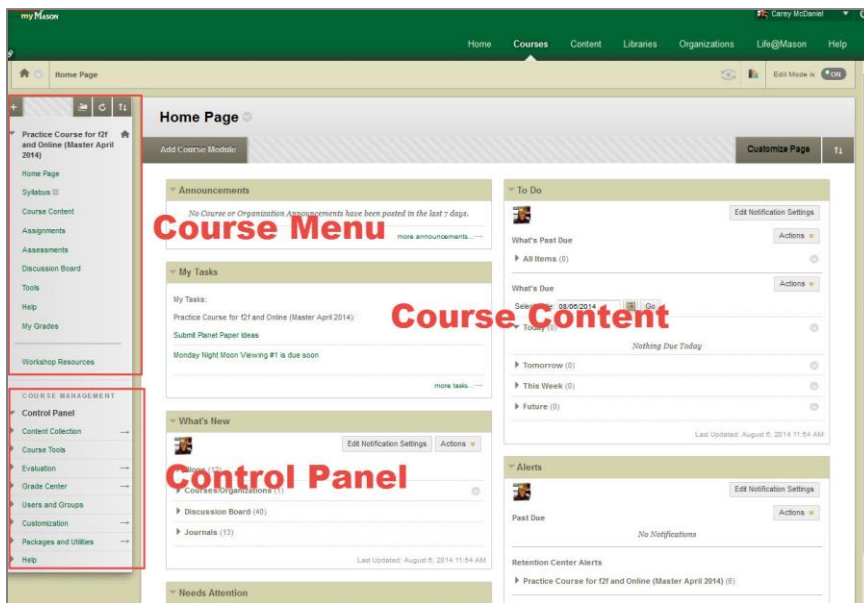 myMASON
Carey McDaniel
Home Courses Content Libraries Organizations Life@Mason Help
Home Page
Edit Mode is ON
Practice Course for f2f
and Online (Master April
2014)
Home Page
Syllabus
Course Content
Assignments
Assessments
Discussion Board
Tools
Help
My Grades
Workshop Resources
COURSE MANAGEMENT
Control Panel
Content Collection
Course Tools
Evaluation
Grade Center
Users and Groups
Customization
Packages and Utilities
Help
Home Page
Add Course Module
Customize Page
Announcements
No Course or Organization Announcements have been posted in the last 7 days.
Course Menu
more announcements...
My Tasks
My Tasks:
Practice Course for f2f and Online (Master April 2014):
Submit Planet Paper Ideas
Monday Night Moon Viewing #1 is due soon
more tasks...
Course Content
What's New
Edit Notification Settings Actions
Control Panel
Courses/Organizations (1)
Discussion Board (40)
Journals (13)
Last Updated: August 6, 2014 11:54 AM
Needs Attention
To Do
Edit Notification Settings
What's Past Due
Actions
All Items (0)
What's Due
Actions
08/06/2014 Go
Today (0)
Nothing Due Today
Tomorrow (0)
This Week (0)
Future (0)
Last Updated: August 6, 2014 11:54 AM
Alerts
Edit Notification Settings
Past Due
Actions
No Notifications
Retention Center Alerts
Practice Course for f2f and Online (Master April 2014) (6)